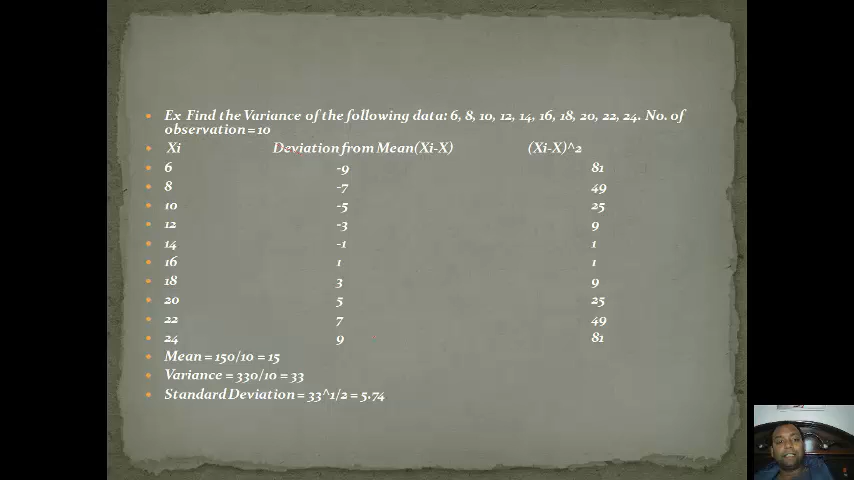 Ex Find the Variance of the following data: 6, 8, 10, 12, 14, 16, 18, 20, 22, 24. No. of
observation = 10
Xi Deviation from Mean(Xi-X) (Xi-X)^2
6 -9 81
8 -7 49
10 -5 25
12 -3 9
14 -1 1
16 1 1
18 3 9
20 5 25
22 7 49
24 9 81
Mean = 150/10 = 15
Variance = 330/10 = 33
Standard Deviation = 33^1/2 = 5.74